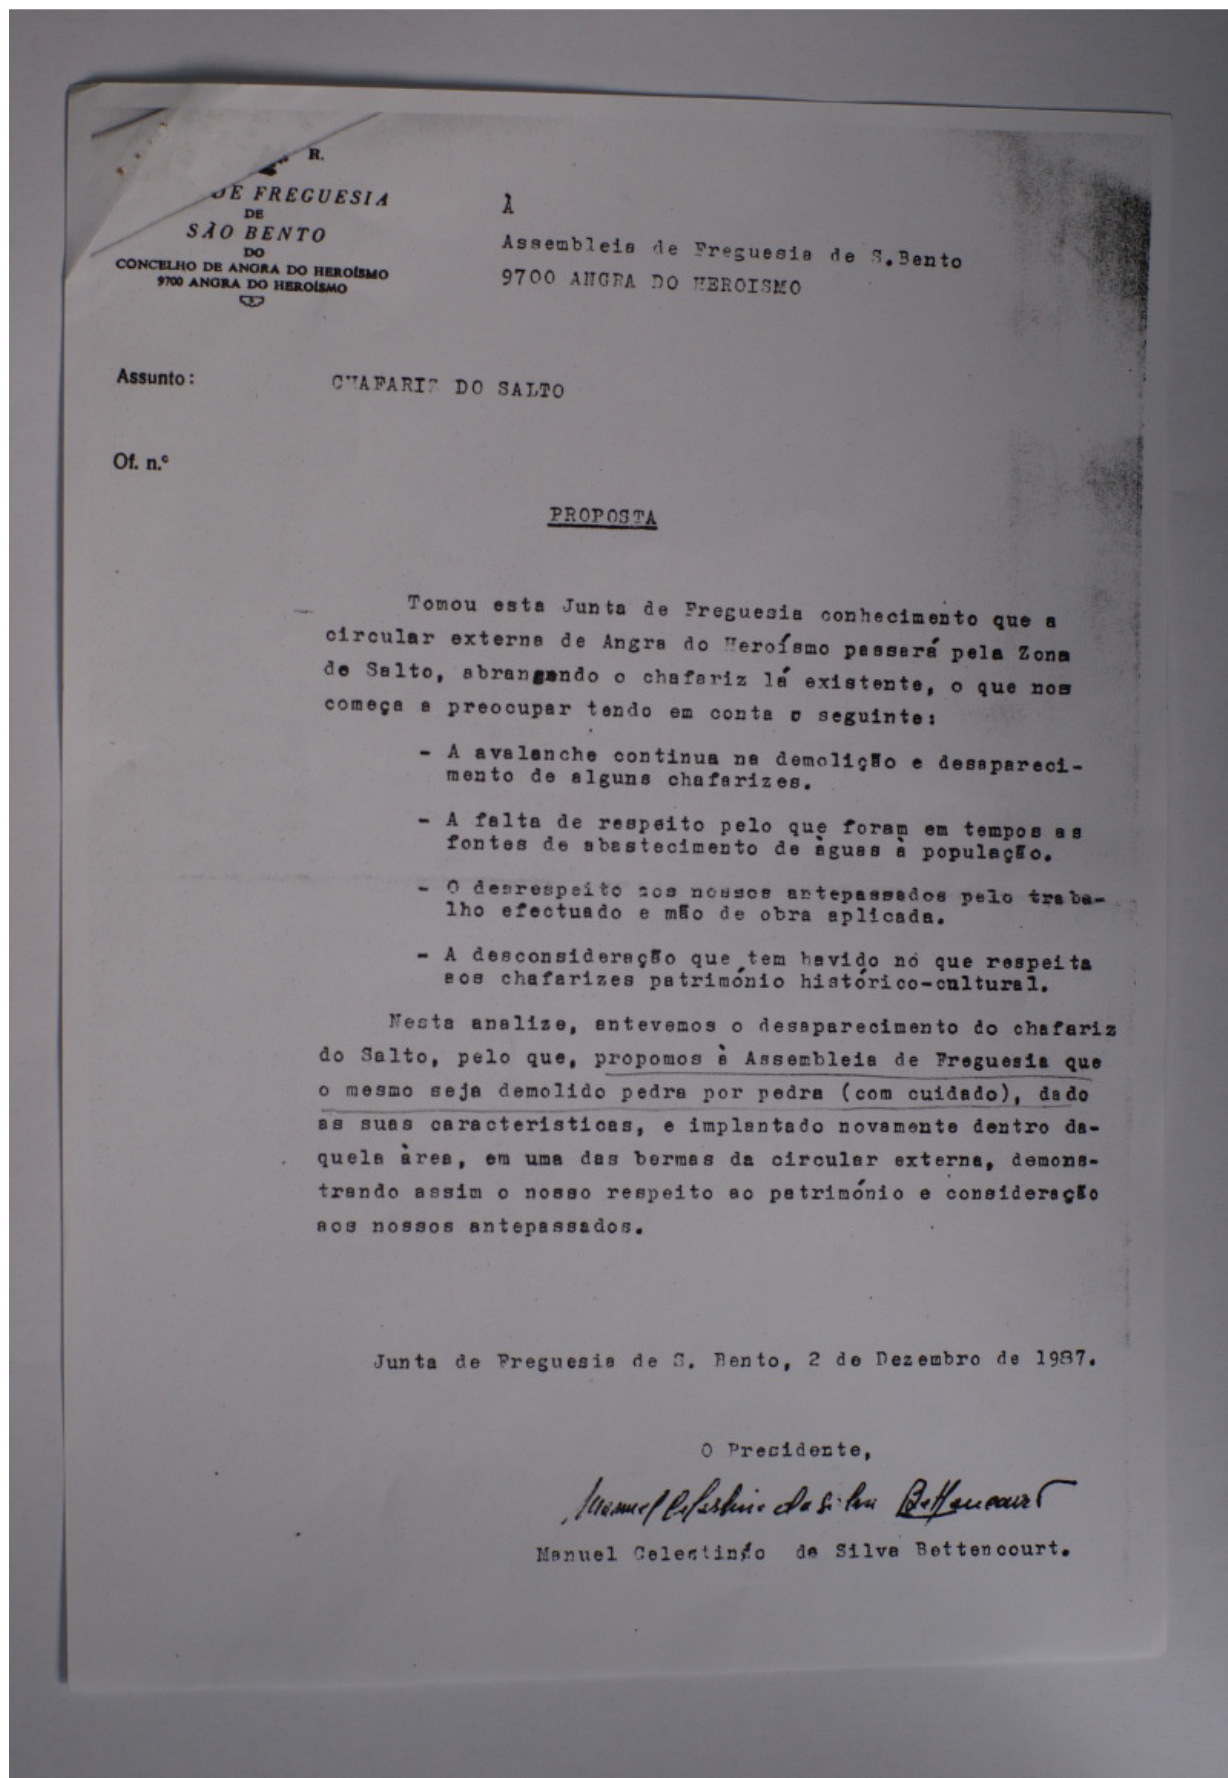 R.
DE FREGUESIA
DE
SÃO BENTO
DO
CONCELHO DE ANGRA DO HEROÍSMO
9700 ANGRA DO HEROÍSMO
À
Assembleia de Freguesia de S.Bento
9700 ANGRA DO HEROISMO
Assunto:
CHAFARIZ DO SALTO
Of. n.º
PROPOSTA
Tomou esta Junta de Freguesia conhecimento que a
circular externa de Angra do Heroísmo passará pela Zona
do Salto, abrangendo o chafariz lá existente, o que nos
começa a preocupar tendo em conta o seguinte:
- A avalanche continua na demolição e desapareci-
mento de alguns chafarizes.
- A falta de respeito pelo que foram em tempos as
fontes de abastecimento de àguas à população.
- O desrespeito aos nossos antepassados pelo traba-
lho efectuado e mão de obra aplicada.
- A desconsideração que tem havido no que respeita
aos chafarizes património histórico-cultural.
Nesta analize, antevemos o desaparecimento do chafariz
do Salto, pelo que, propomos à Assembleia de Freguesia que
o mesmo seja demolido pedra por pedra (com cuidado), dado
as suas caracteristicas, e implantado novamente dentro da-
quela àrea, em uma das bermas da circular externa, demons-
trando assim o nosso respeito ao património e consideração
aos nossos antepassados.
Junta de Freguesia de S. Bento, 2 de Dezembro de 1987.
O Presidente,
Manuel Celestino da Silva Bettencourt
Manuel Celestino da Silva Bettencourt.